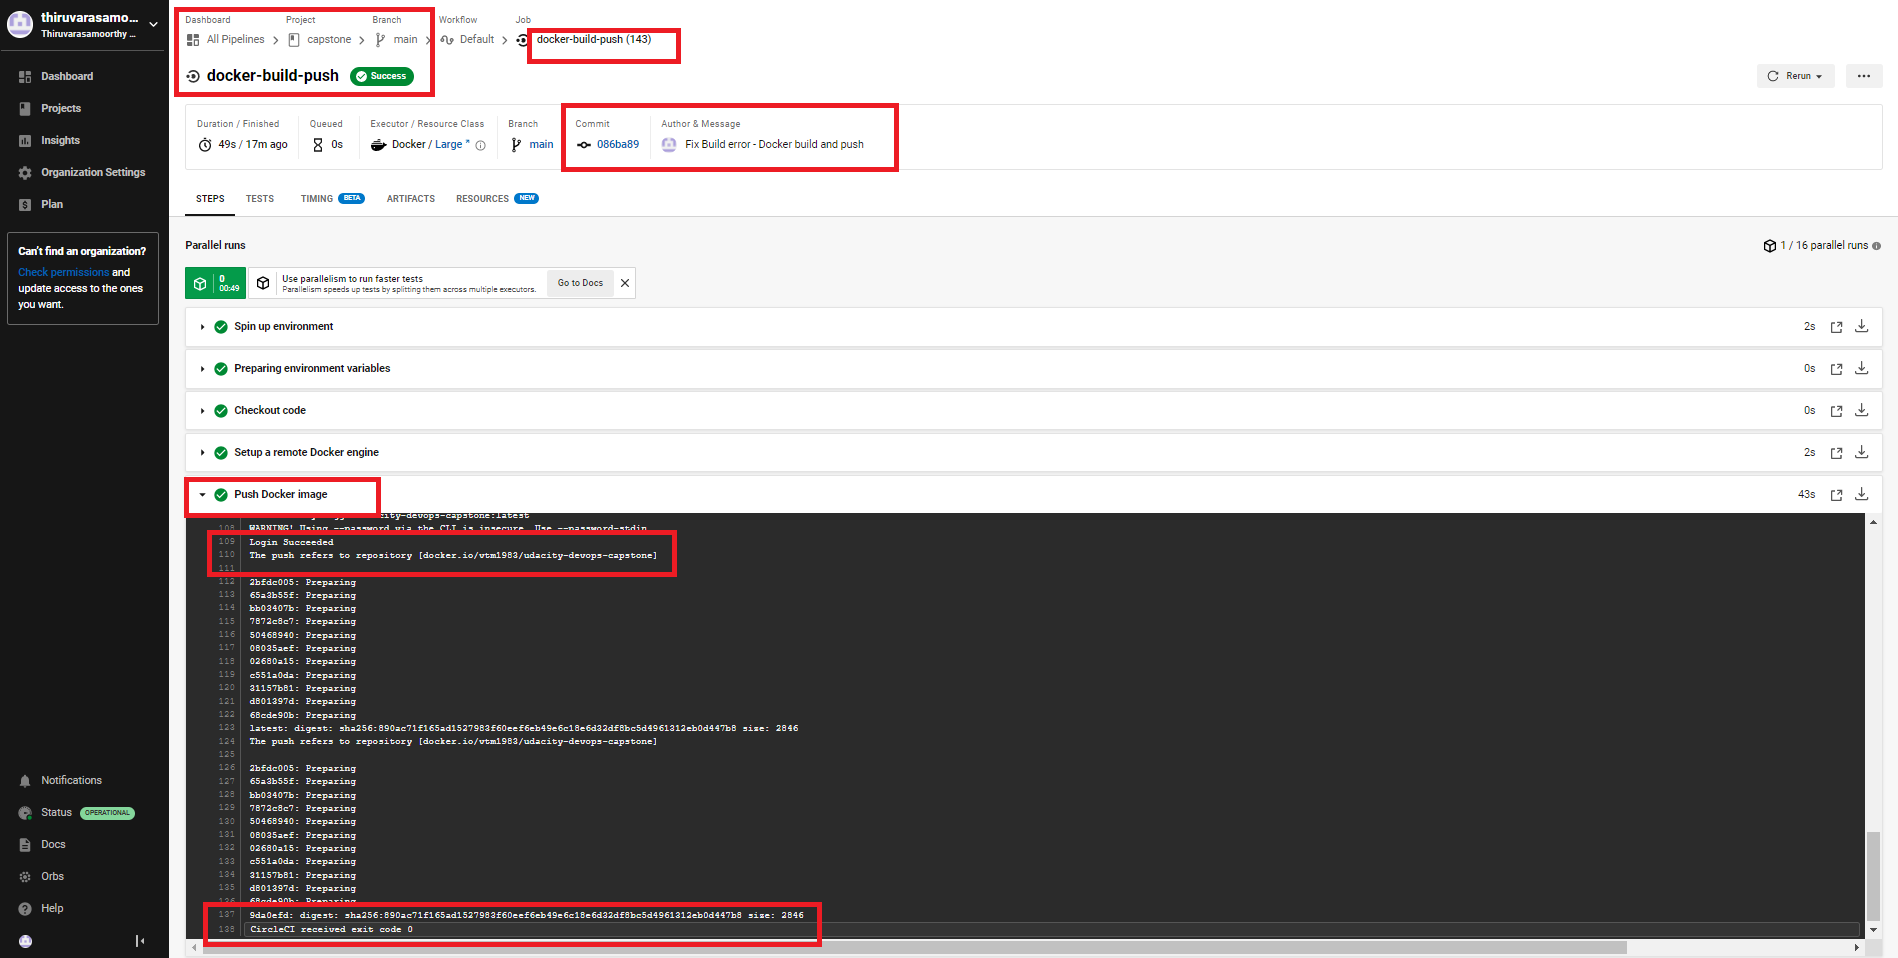 thiruvarasamo...
Thiruvarasamoorthy ...
Dashboard
Projects
Insights
Organization Settings
Plan
Can't find an organization?
Check permissions and
update access to the ones
you want.
Notifications
Status OPERATIONAL
Docs
Orbs
Help
Dashboard Project Branch Workflow Job
All Pipelines capstone main Default docker-build-push (143)
docker-build-push Success
Rerun
Duration / Finished Queued Executor / Resource Class Branch Commit Author & Message
49s / 17m ago 0s Docker / Large * main 086ba89 Fix Build error - Docker build and push
STEPS TESTS TIMING BETA ARTIFACTS RESOURCES NEW
Parallel runs
1 / 16 parallel runs
0
00:49
Use parallelism to run faster tests
Parallelism speeds up tests by splitting them across multiple executors.
Go to Docs
Spin up environment 2s
Preparing environment variables 0s
Checkout code 0s
Setup a remote Docker engine 2s
Push Docker image 43s
city-devops-capstone:latest
108 WARNING! Using --password via the CLI is insecure. Use --password-stdin.
109 Login Succeeded
110 The push refers to repository [docker.io/vtm1983/udacity-devops-capstone]
111
112 2bfdc005: Preparing
113 65a3b55f: Preparing
114 bb03407b: Preparing
115 7872c8c7: Preparing
116 50468940: Preparing
117 08035aef: Preparing
118 02680a15: Preparing
119 c551a0da: Preparing
120 31157b81: Preparing
121 d801397d: Preparing
122 68cde90b: Preparing
123 latest: digest: sha256:890ac71f165ad1527983f60eef6eb49e6c18e6d32df8bc5d4961312eb0d447b8 size: 2846
124 The push refers to repository [docker.io/vtm1983/udacity-devops-capstone]
125
126 2bfdc005: Preparing
127 65a3b55f: Preparing
128 bb03407b: Preparing
129 7872c8c7: Preparing
130 50468940: Preparing
131 08035aef: Preparing
132 02680a15: Preparing
133 c551a0da: Preparing
134 31157b81: Preparing
135 d801397d: Preparing
136 68cde90b: Preparing
137 9da0efd: digest: sha256:890ac71f165ad1527983f60eef6eb49e6c18e6d32df8bc5d4961312eb0d447b8 size: 2846
138 CircleCI received exit code 0